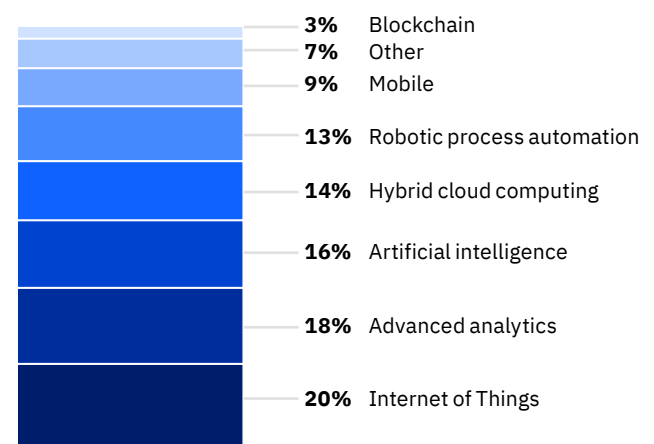 3% Blockchain
7% Other
9% Mobile
13% Robotic process automation
14% Hybrid cloud computing
16% Artificial intelligence
18% Advanced analytics
20% Internet of Things